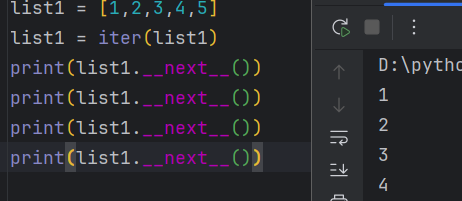 list1 = [1,2,3,4,5]
list1 = iter(list1)
print(list1.__next__())
print(list1.__next__())
print(list1.__next__())
print(list1.__next__())
D:\pytho
1
2
3
4